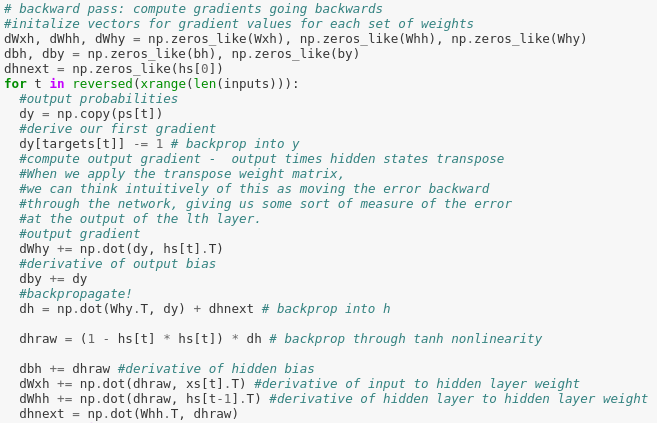 # backward pass: compute gradients going backwards
#initalize vectors for gradient values for each set of weights
dWxh, dWhh, dWhy = np.zeros_like(Wxh), np.zeros_like(Whh), np.zeros_like(Why)
dbh, dby = np.zeros_like(bh), np.zeros_like(by)
dhnext = np.zeros_like(hs[0])
for t in reversed(xrange(len(inputs))):
  #output probabilities
  dy = np.copy(ps[t])
  #derive our first gradient
  dy[targets[t]] -= 1 # backprop into y
  #compute output gradient -  output times hidden states transpose
  #When we apply the transpose weight matrix,
  #we can think intuitively of this as moving the error backward
  #through the network, giving us some sort of measure of the error
  #at the output of the lth layer.
  #output gradient
  dWhy += np.dot(dy, hs[t].T)
  #derivative of output bias
  dby += dy
  #backpropagate!
  dh = np.dot(Why.T, dy) + dhnext # backprop into h
  dhraw = (1 - hs[t] * hs[t]) * dh # backprop through tanh nonlinearity
  dbh += dhraw #derivative of hidden bias
  dWxh += np.dot(dhraw, xs[t].T) #derivative of input to hidden layer weight
  dWhh += np.dot(dhraw, hs[t-1].T) #derivative of hidden layer to hidden layer weight
  dhnext = np.dot(Whh.T, dhraw)